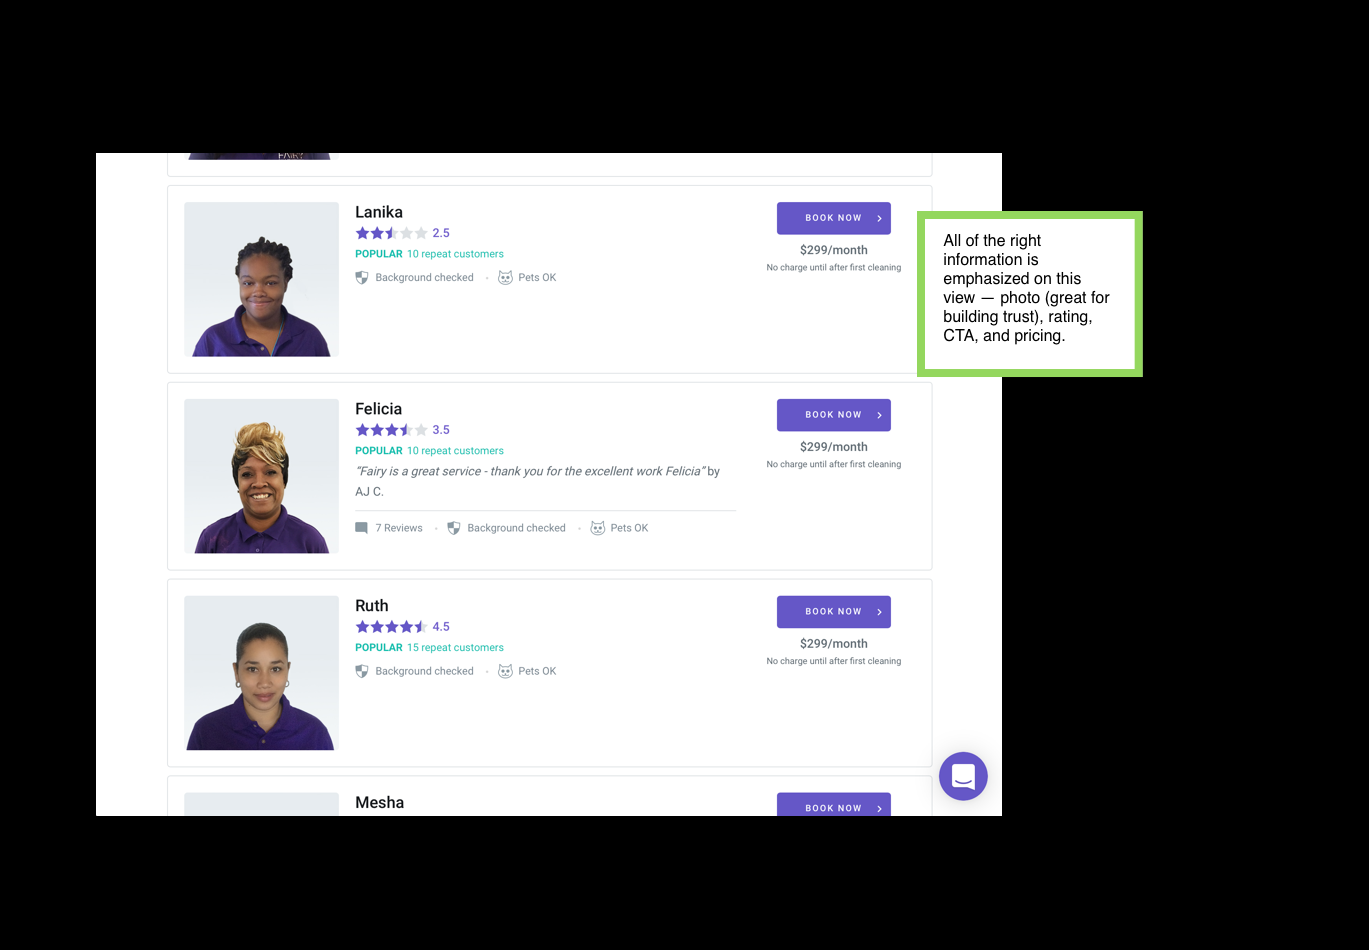 FAIRY
Lanika
2.5
POPULAR 10 repeat customers
Background checked · Pets OK
BOOK NOW
$299/month
No charge until after first cleaning
All of the right
information is
emphasized on this
view — photo (great for
building trust), rating,
CTA, and pricing.
Felicia
3.5
POPULAR 10 repeat customers
“Fairy is a great service - thank you for the excellent work Felicia” by
AJ C.
7 Reviews · Background checked · Pets OK
BOOK NOW
$299/month
No charge until after first cleaning
Ruth
4.5
POPULAR 15 repeat customers
Background checked · Pets OK
BOOK NOW
$299/month
No charge until after first cleaning
Mesha
BOOK NOW